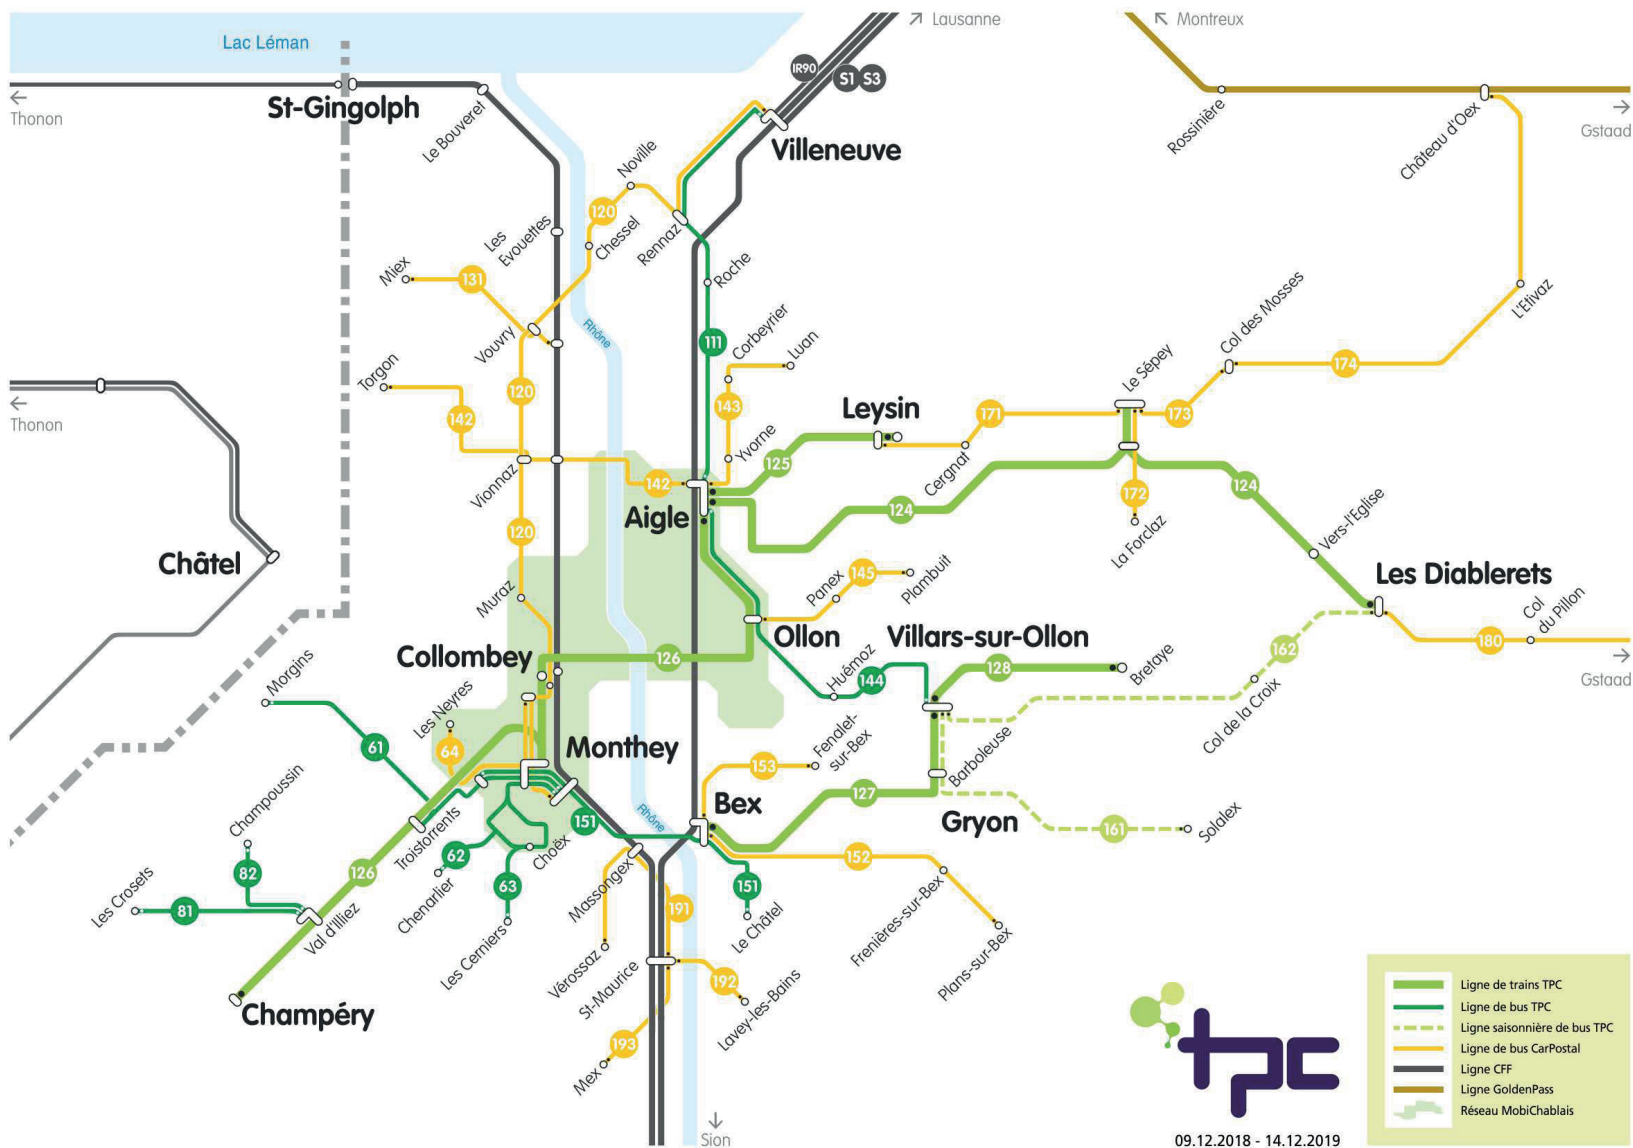 Lausanne
Montreux
Lac Léman
IR90
S1
S3
St-Gingolph
Thonon
Le Bouveret
Villeneuve
Rossinière
Château d'Oex
Gstaad
Noville
120
Chessel
Les
Evouettes
Rennaz
Roche
Miex
131
Vouvry
Rhône
111
Corbeyrier
Luan
L'Etivaz
Col des Mosses
174
Torgon
Thonon
142
120
143
Yvorne
Leysin
125
171
Cergnat
Le Sépey
173
Vionnaz
142
Aigle
124
172
La Forclaz
124
Vers-l'Eglise
120
Châtel
Muraz
Panex
145
Plambuit
Les Diablerets
Col
du Pillon
180
Gstaad
Ollon
Villars-sur-Ollon
Collombey
126
Huémoz
144
128
Bretaye
162
Col de la Croix
Morgins
61
Les Neyres
64
Monthey
153
Fenalet-
sur-Bex
Barboleuse
Champoussin
Troistorrents
Bex
127
Gryon
161
Solalex
151
Rhône
62
Choëx
Chenarlier
63
Les Cerniers
82
126
Les Crosets
81
Val d'Illiez
Massongex
152
151
Le Châtel
191
Frenières-sur-Bex
Plans-sur-Bex
Vérossaz
St-Maurice
192
Lavey-les-Bains
Champéry
193
Mex
Sion
tpc
09.12.2018 - 14.12.2019
Ligne de trains TPC
Ligne de bus TPC
Ligne saisonnière de bus TPC
Ligne de bus CarPostal
Ligne CFF
Ligne GoldenPass
Réseau MobiChablais